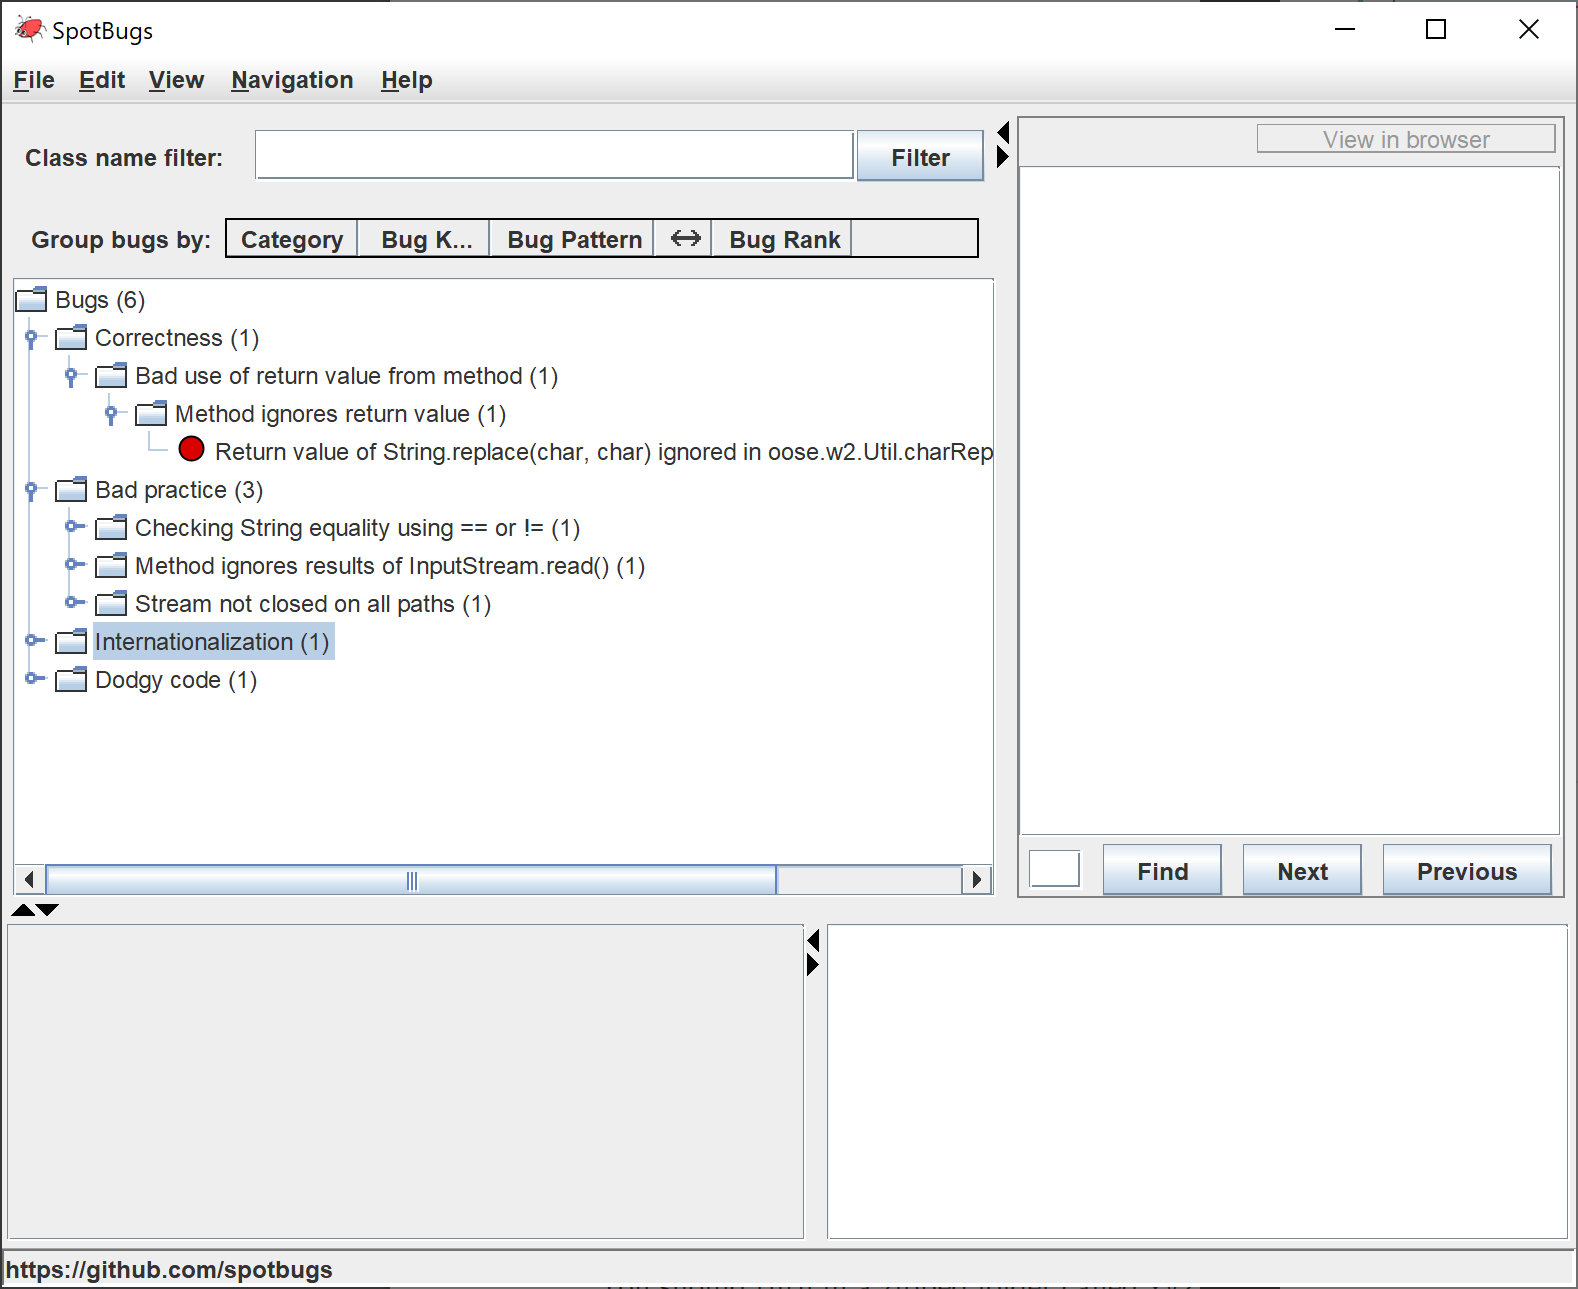 SpotBugs
File Edit View Navigation Help
Class name filter:
Filter
View in browser
Group bugs by: Category Bug K... Bug Pattern Bug Rank
Bugs (6)
Correctness (1)
Bad use of return value from method (1)
Method ignores return value (1)
Return value of String.replace(char, char) ignored in oose.w2.Util.charRep
Bad practice (3)
Checking String equality using == or != (1)
Method ignores results of InputStream.read() (1)
Stream not closed on all paths (1)
Internationalization (1)
Dodgy code (1)
Find Next Previous
https://github.com/spotbugs